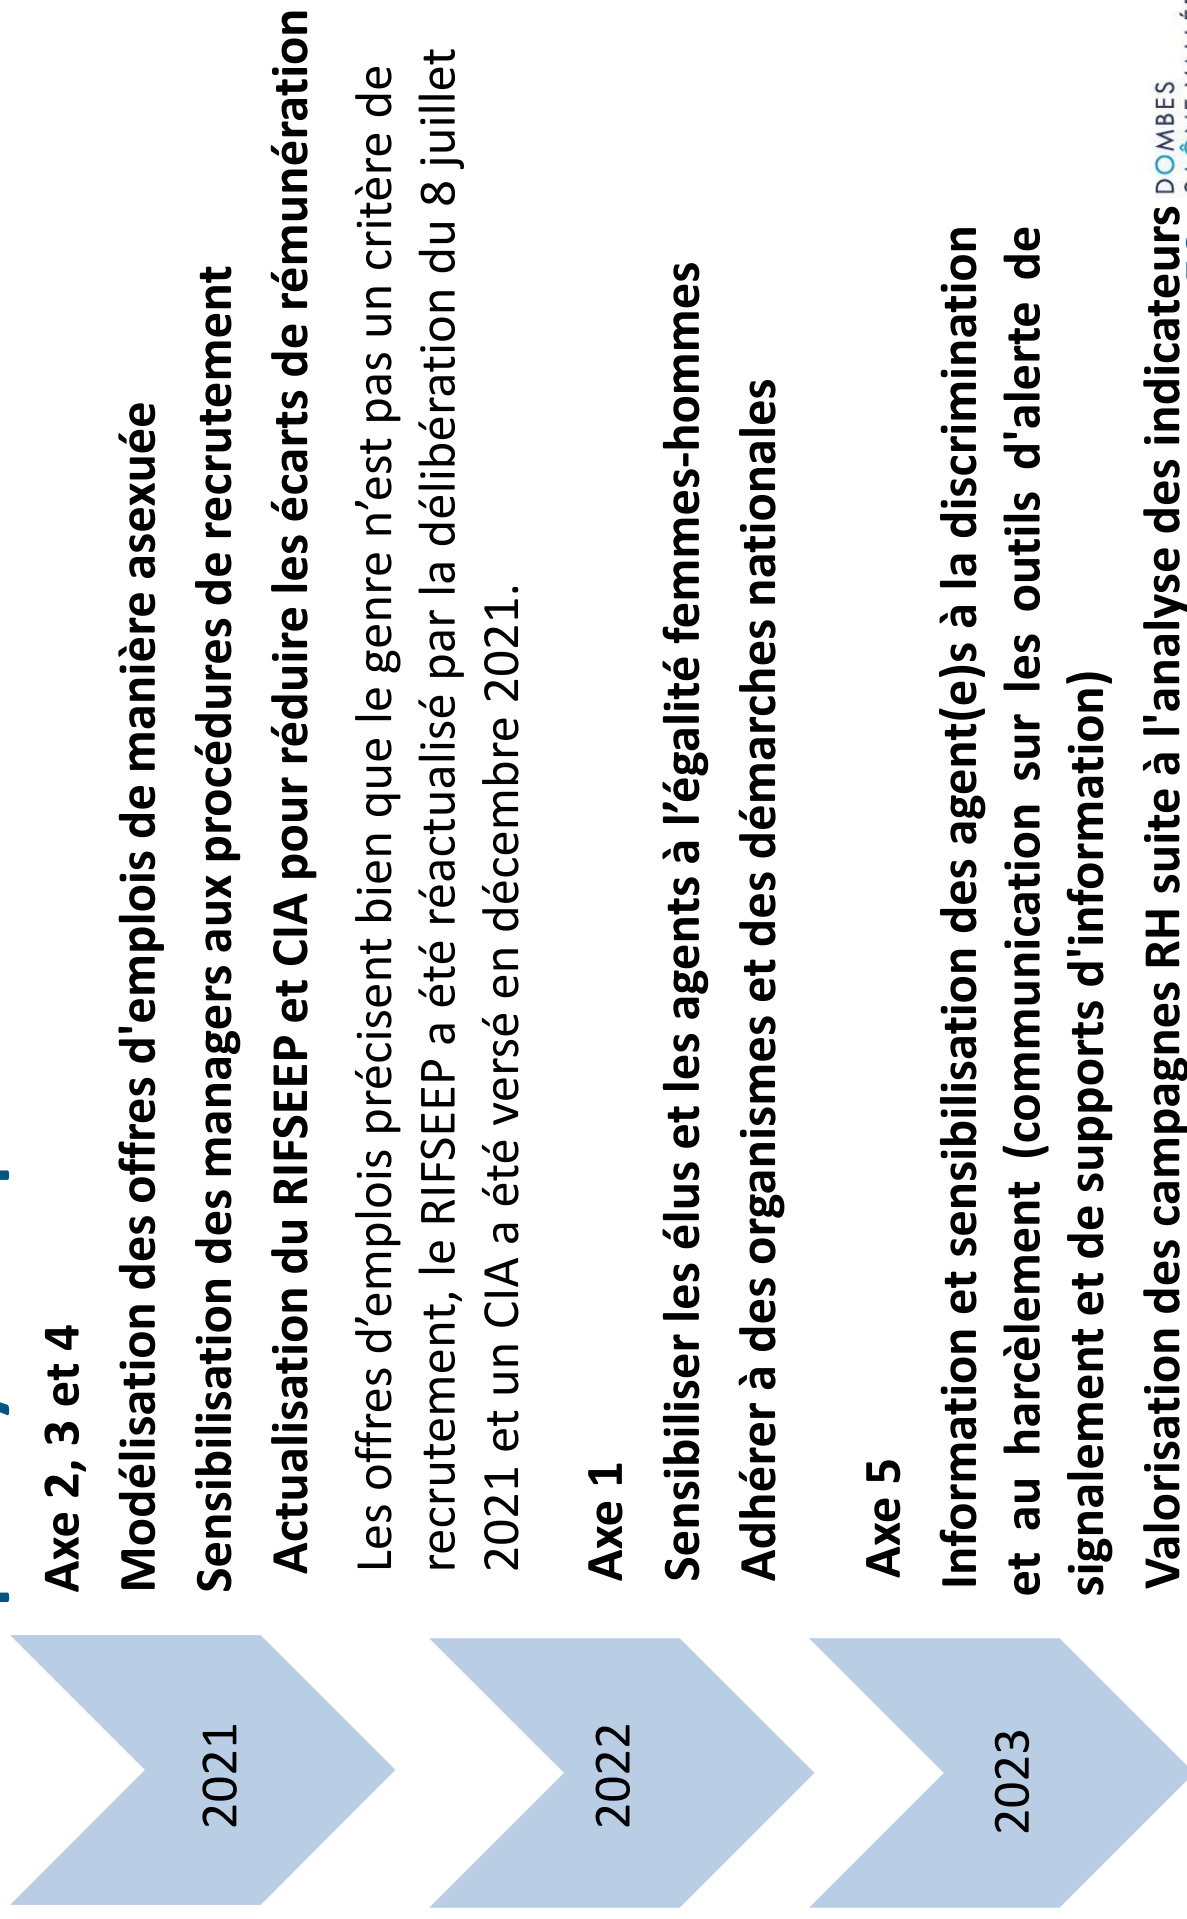 2021
Axe 2, 3 et 4
Modélisation des offres d'emplois de manière asexuée
Sensibilisation des managers aux procédures de recrutement
Actualisation du RIFSEEP et CIA pour réduire les écarts de rémunération
Les offres d’emplois précisent bien que le genre n’est pas un critère de
recrutement, le RIFSEEP a été réactualisé par la délibération du 8 juillet
2021 et un CIA a été versé en décembre 2021.
2022
Axe 1
Sensibiliser les élus et les agents à l’égalité femmes-hommes
Adhérer à des organismes et des démarches nationales
2023
Axe 5
Information et sensibilisation des agent(e)s à la discrimination
et au harcèlement (communication sur les outils d'alerte de
signalement et de supports d'information)
Valorisation des campagnes RH suite à l'analyse des indicateurs
DOMBES